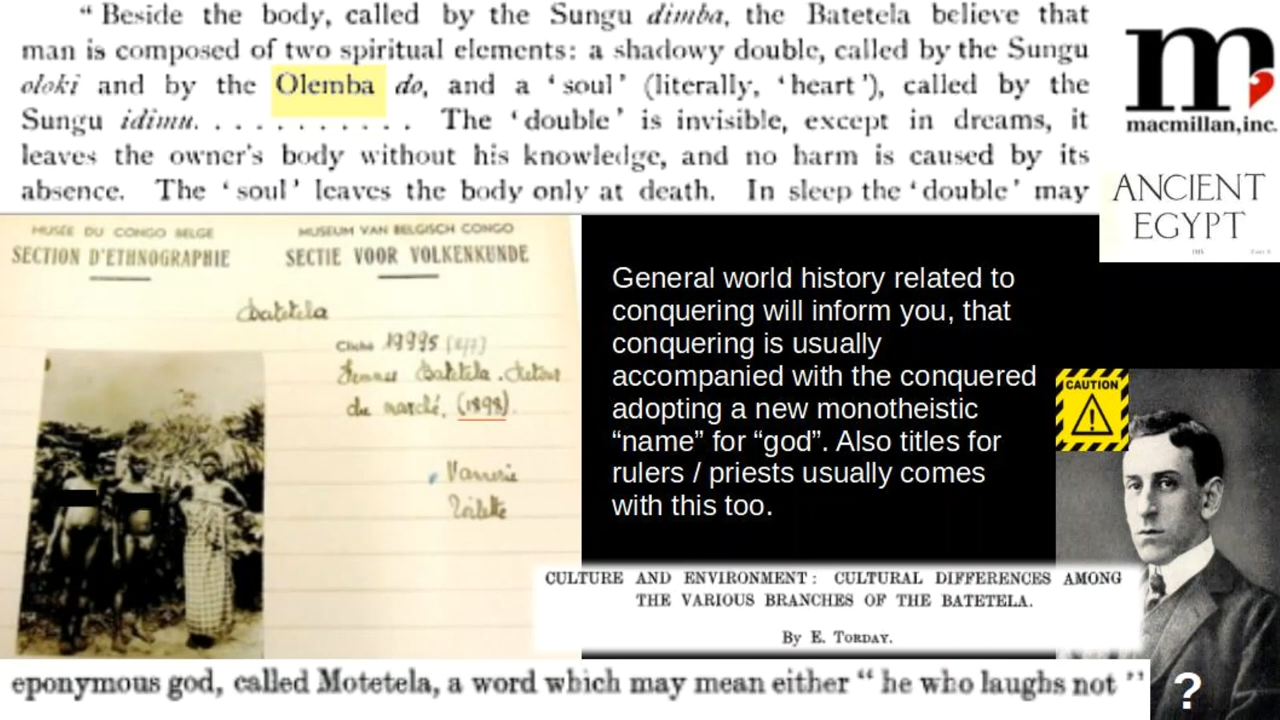 “ Beside the body, called by the Sungu dimba, the Batetela believe that
man is composed of two spiritual elements: a shadowy double, called by the Sungu
oloki and by the Olemba do, and a ‘ soul ’ (literally, ‘ heart ’), called by the
Sungu idimu. . . . . . . . . . . . The ‘ double ’ is invisible, except in dreams, it
leaves the owner’s body without his knowledge, and no harm is caused by its
absence. The ‘ soul ’ leaves the body only at death. In sleep the ‘ double ’ may
m
macmillan,inc.
ANCIENT
EGYPT
MUSÉE DU CONGO BELGE
SECTION D’ETHNOGRAPHIE
MUSEUM VAN BELGISCH CONGO
SECTIE VOOR VOLKENKUNDE
Batetela
Cliché 19995
Femmes Batetela. Retour
du marché, (1898).
Vannerie
Toilette
General world history related to
conquering will inform you, that
conquering is usually
accompanied with the conquered
adopting a new monotheistic
“name” for “god”. Also titles for
rulers / priests usually comes
with this too.
CAUTION
CULTURE AND ENVIRONMENT : CULTURAL DIFFERENCES AMONG
THE VARIOUS BRANCHES OF THE BATETELA.
By E. TORDAY.
eponymous god, called Motetela, a word which may mean either “ he who laughs not ”
?